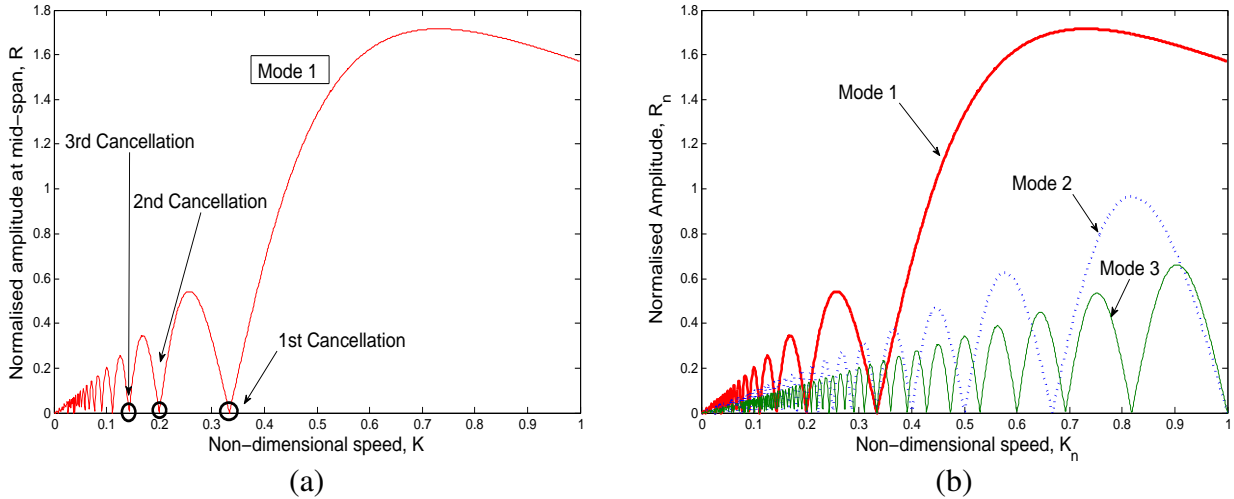 1.8
1.6
1.4
1.2
1
0.8
0.6
0.4
0.2
0
Normalised amplitude at mid−span, R
Mode 1
3rd Cancellation
2nd Cancellation
1st Cancellation
0 0.1 0.2 0.3 0.4 0.5 0.6 0.7 0.8 0.9 1
Non−dimensional speed, K
(a)
1.8
1.6
1.4
1.2
1
0.8
0.6
0.4
0.2
0
Normalised Amplitude, R_n
Mode 1
Mode 2
Mode 3
0 0.1 0.2 0.3 0.4 0.5 0.6 0.7 0.8 0.9 1
Non−dimensional speed, K_n
(b)